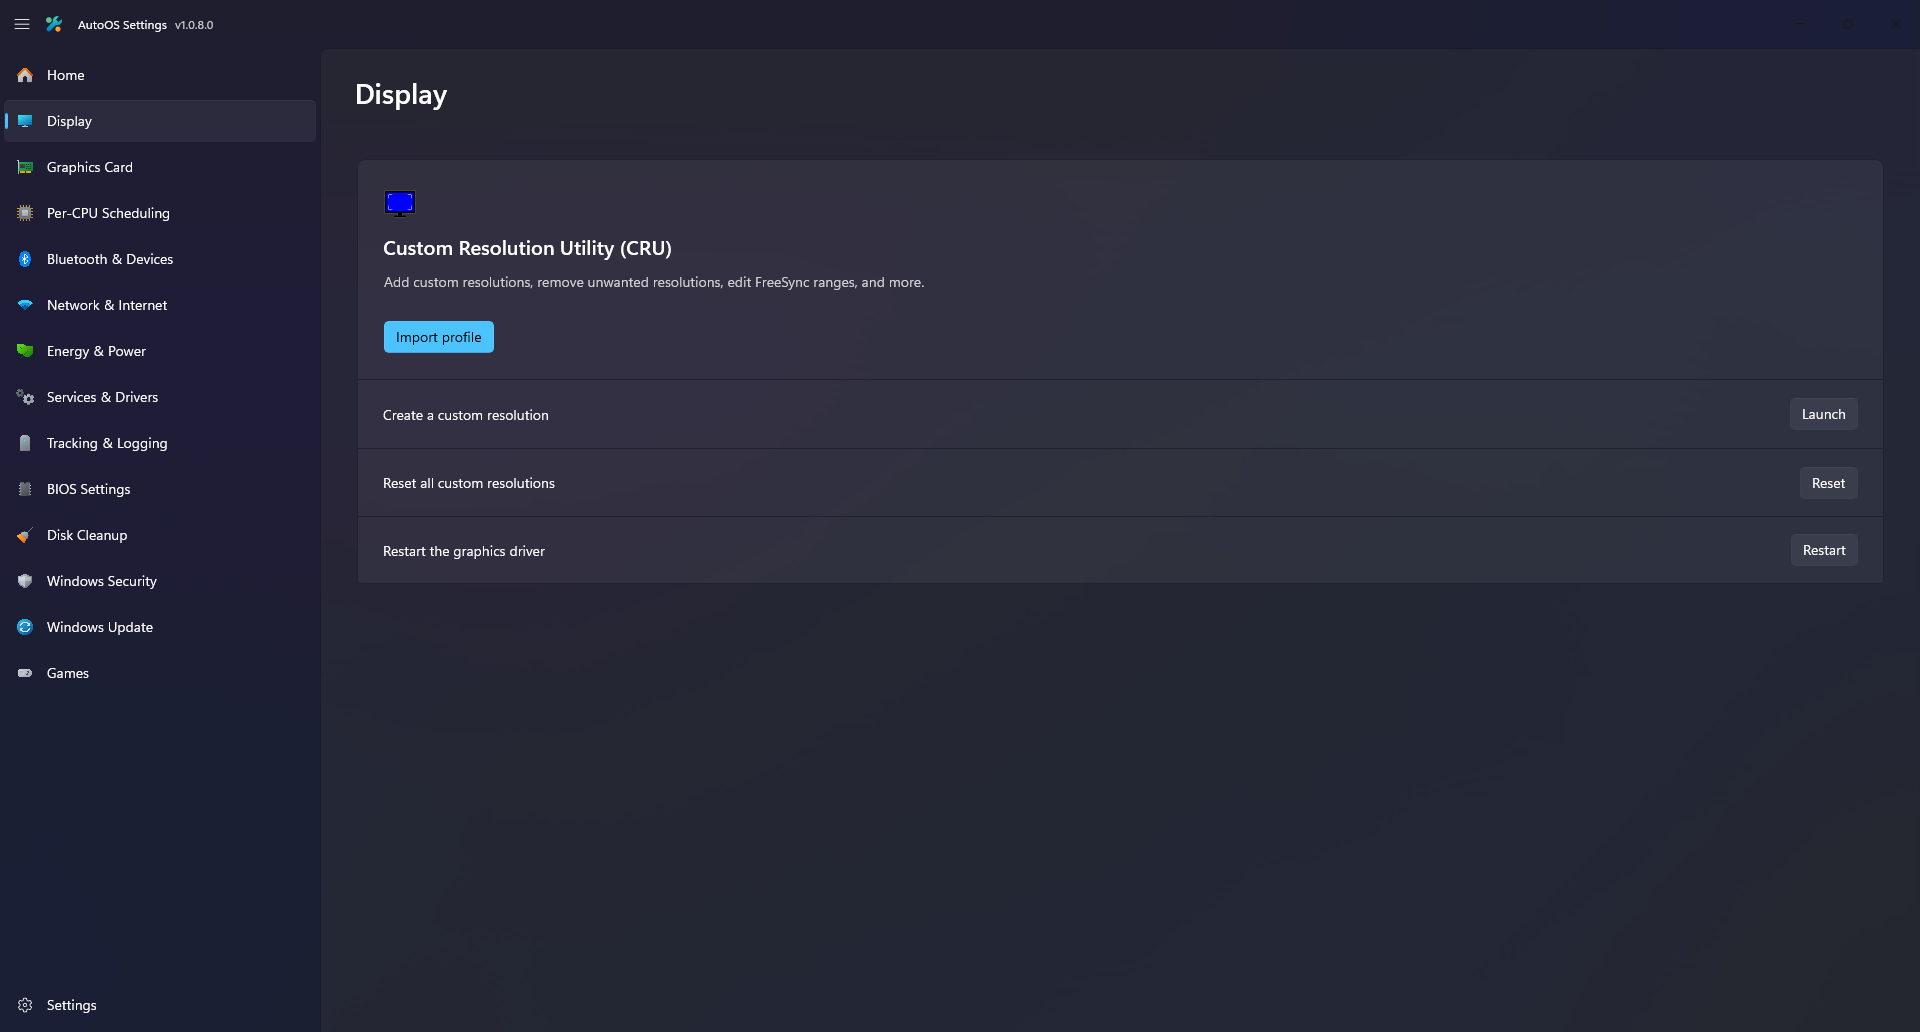 AutoOS Settings v1.0.8.0
Home
Display
Graphics Card
Per-CPU Scheduling
Bluetooth & Devices
Network & Internet
Energy & Power
Services & Drivers
Tracking & Logging
BIOS Settings
Disk Cleanup
Windows Security
Windows Update
Games
Settings
Display
Custom Resolution Utility (CRU)
Add custom resolutions, remove unwanted resolutions, edit FreeSync ranges, and more.
Import profile
Create a custom resolution
Launch
Reset all custom resolutions
Reset
Restart the graphics driver
Restart